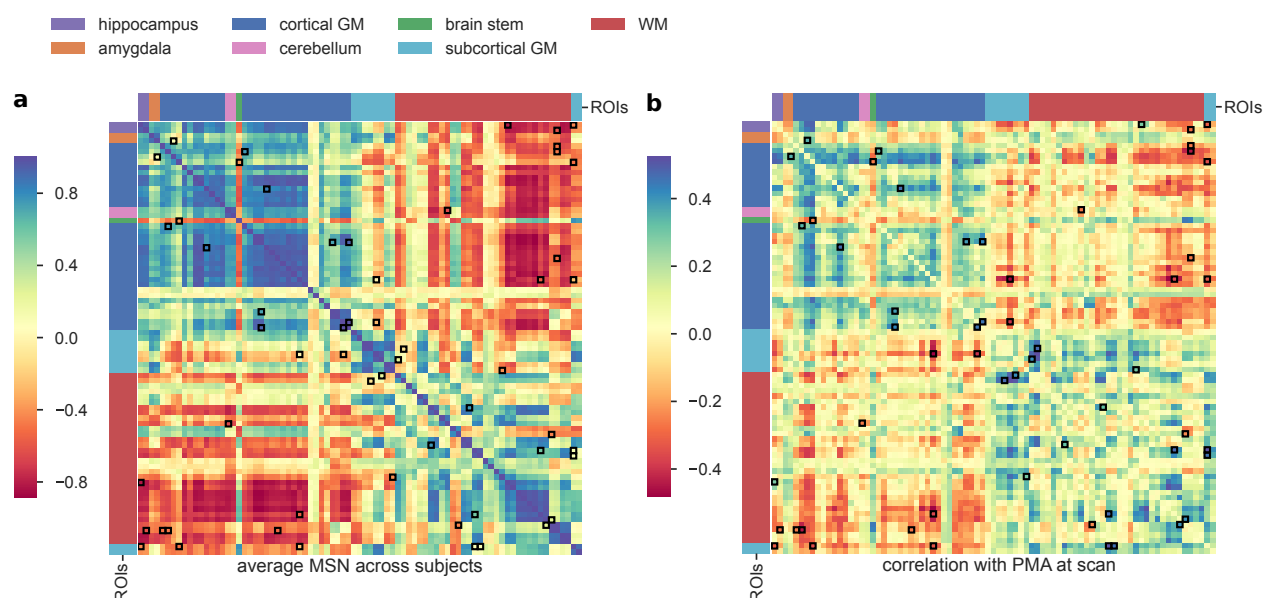 hippocampus cortical GM brain stem WM
amygdala cerebellum subcortical GM
a b
ROIs ROIs
0.8
0.4
0.0
−0.4
−0.8
0.4
0.2
0.0
−0.2
−0.4
average MSN across subjects correlation with PMA at scan
ROIs ROIs